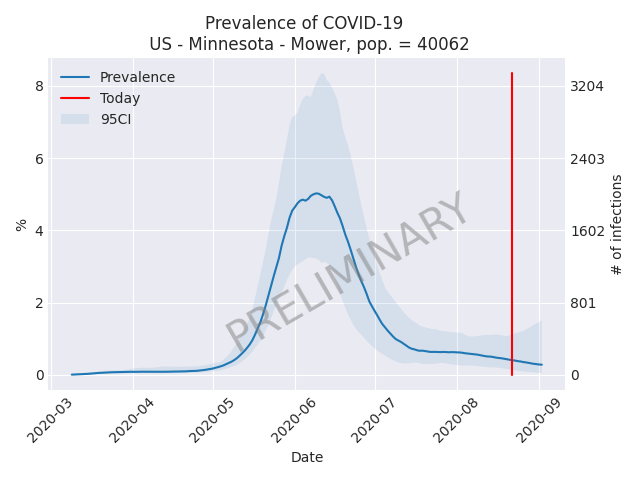 Prevalence of COVID-19
US - Minnesota - Mower, pop. = 40062
Prevalence
Today
95CI
8
6
4
2
0
%
3204
2403
1602
801
0
# of infections
PRELIMINARY
2020-03
2020-04
2020-05
2020-06
2020-07
2020-08
2020-09
Date